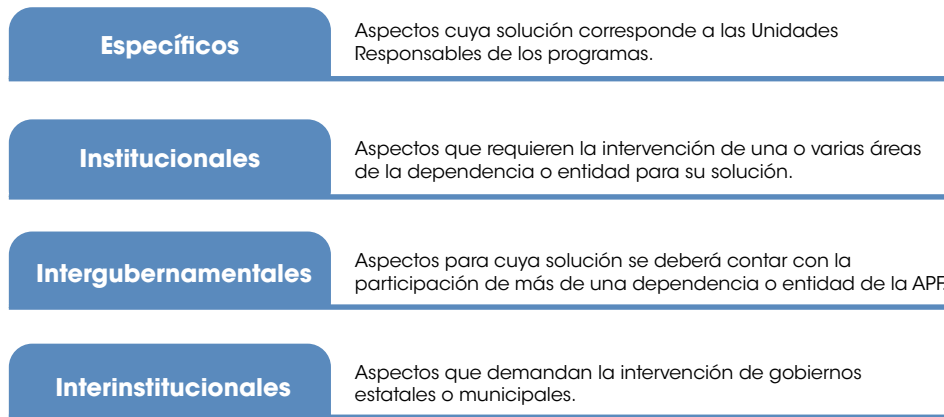 Específicos
Aspectos cuya solución corresponde a las Unidades
Responsables de los programas.
Institucionales
Aspectos que requieren la intervención de una o varias áreas
de la dependencia o entidad para su solución.
Intergubernamentales
Aspectos para cuya solución se deberá contar con la
participación de más de una dependencia o entidad de la APF.
Interinstitucionales
Aspectos que demandan la intervención de gobiernos
estatales o municipales.